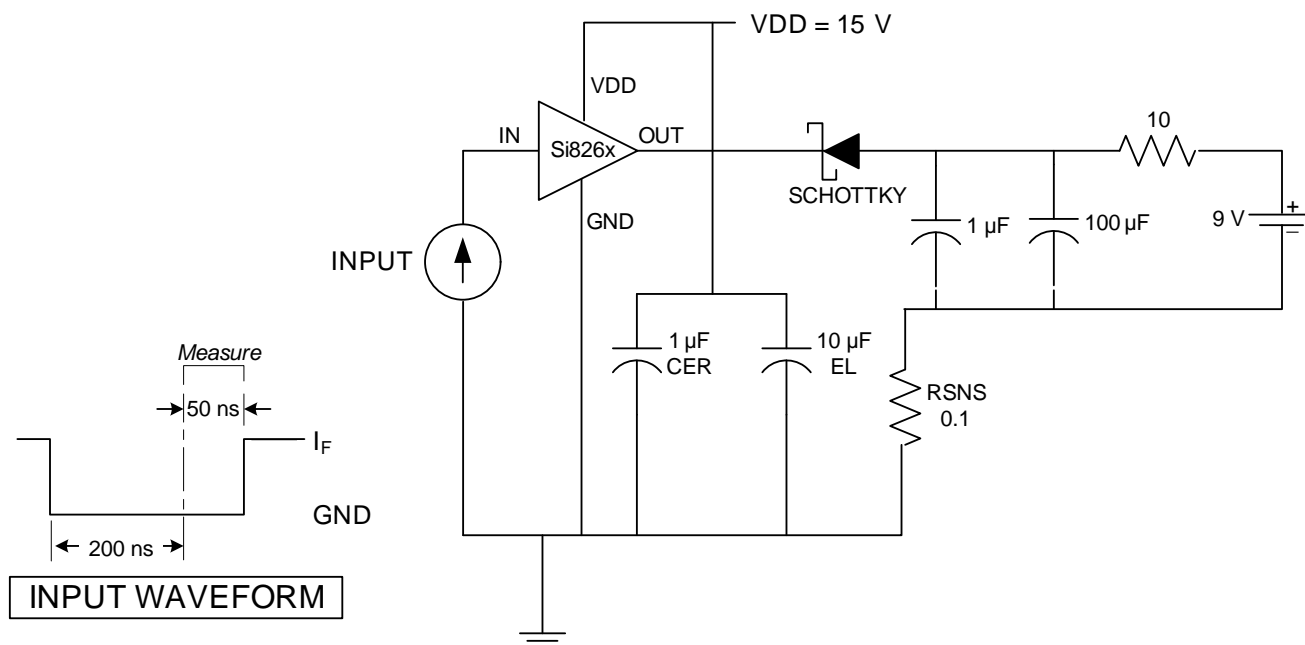 VDD = 15 V
VDD
10
IN
OUT
Si826x
SCHOTTKY
GND
1 µF
100 µF
9 V
+
–
INPUT
1 µF
CER
10 µF
EL
RSNS
0.1
Measure
50 ns
IF
GND
200 ns
INPUT WAVEFORM